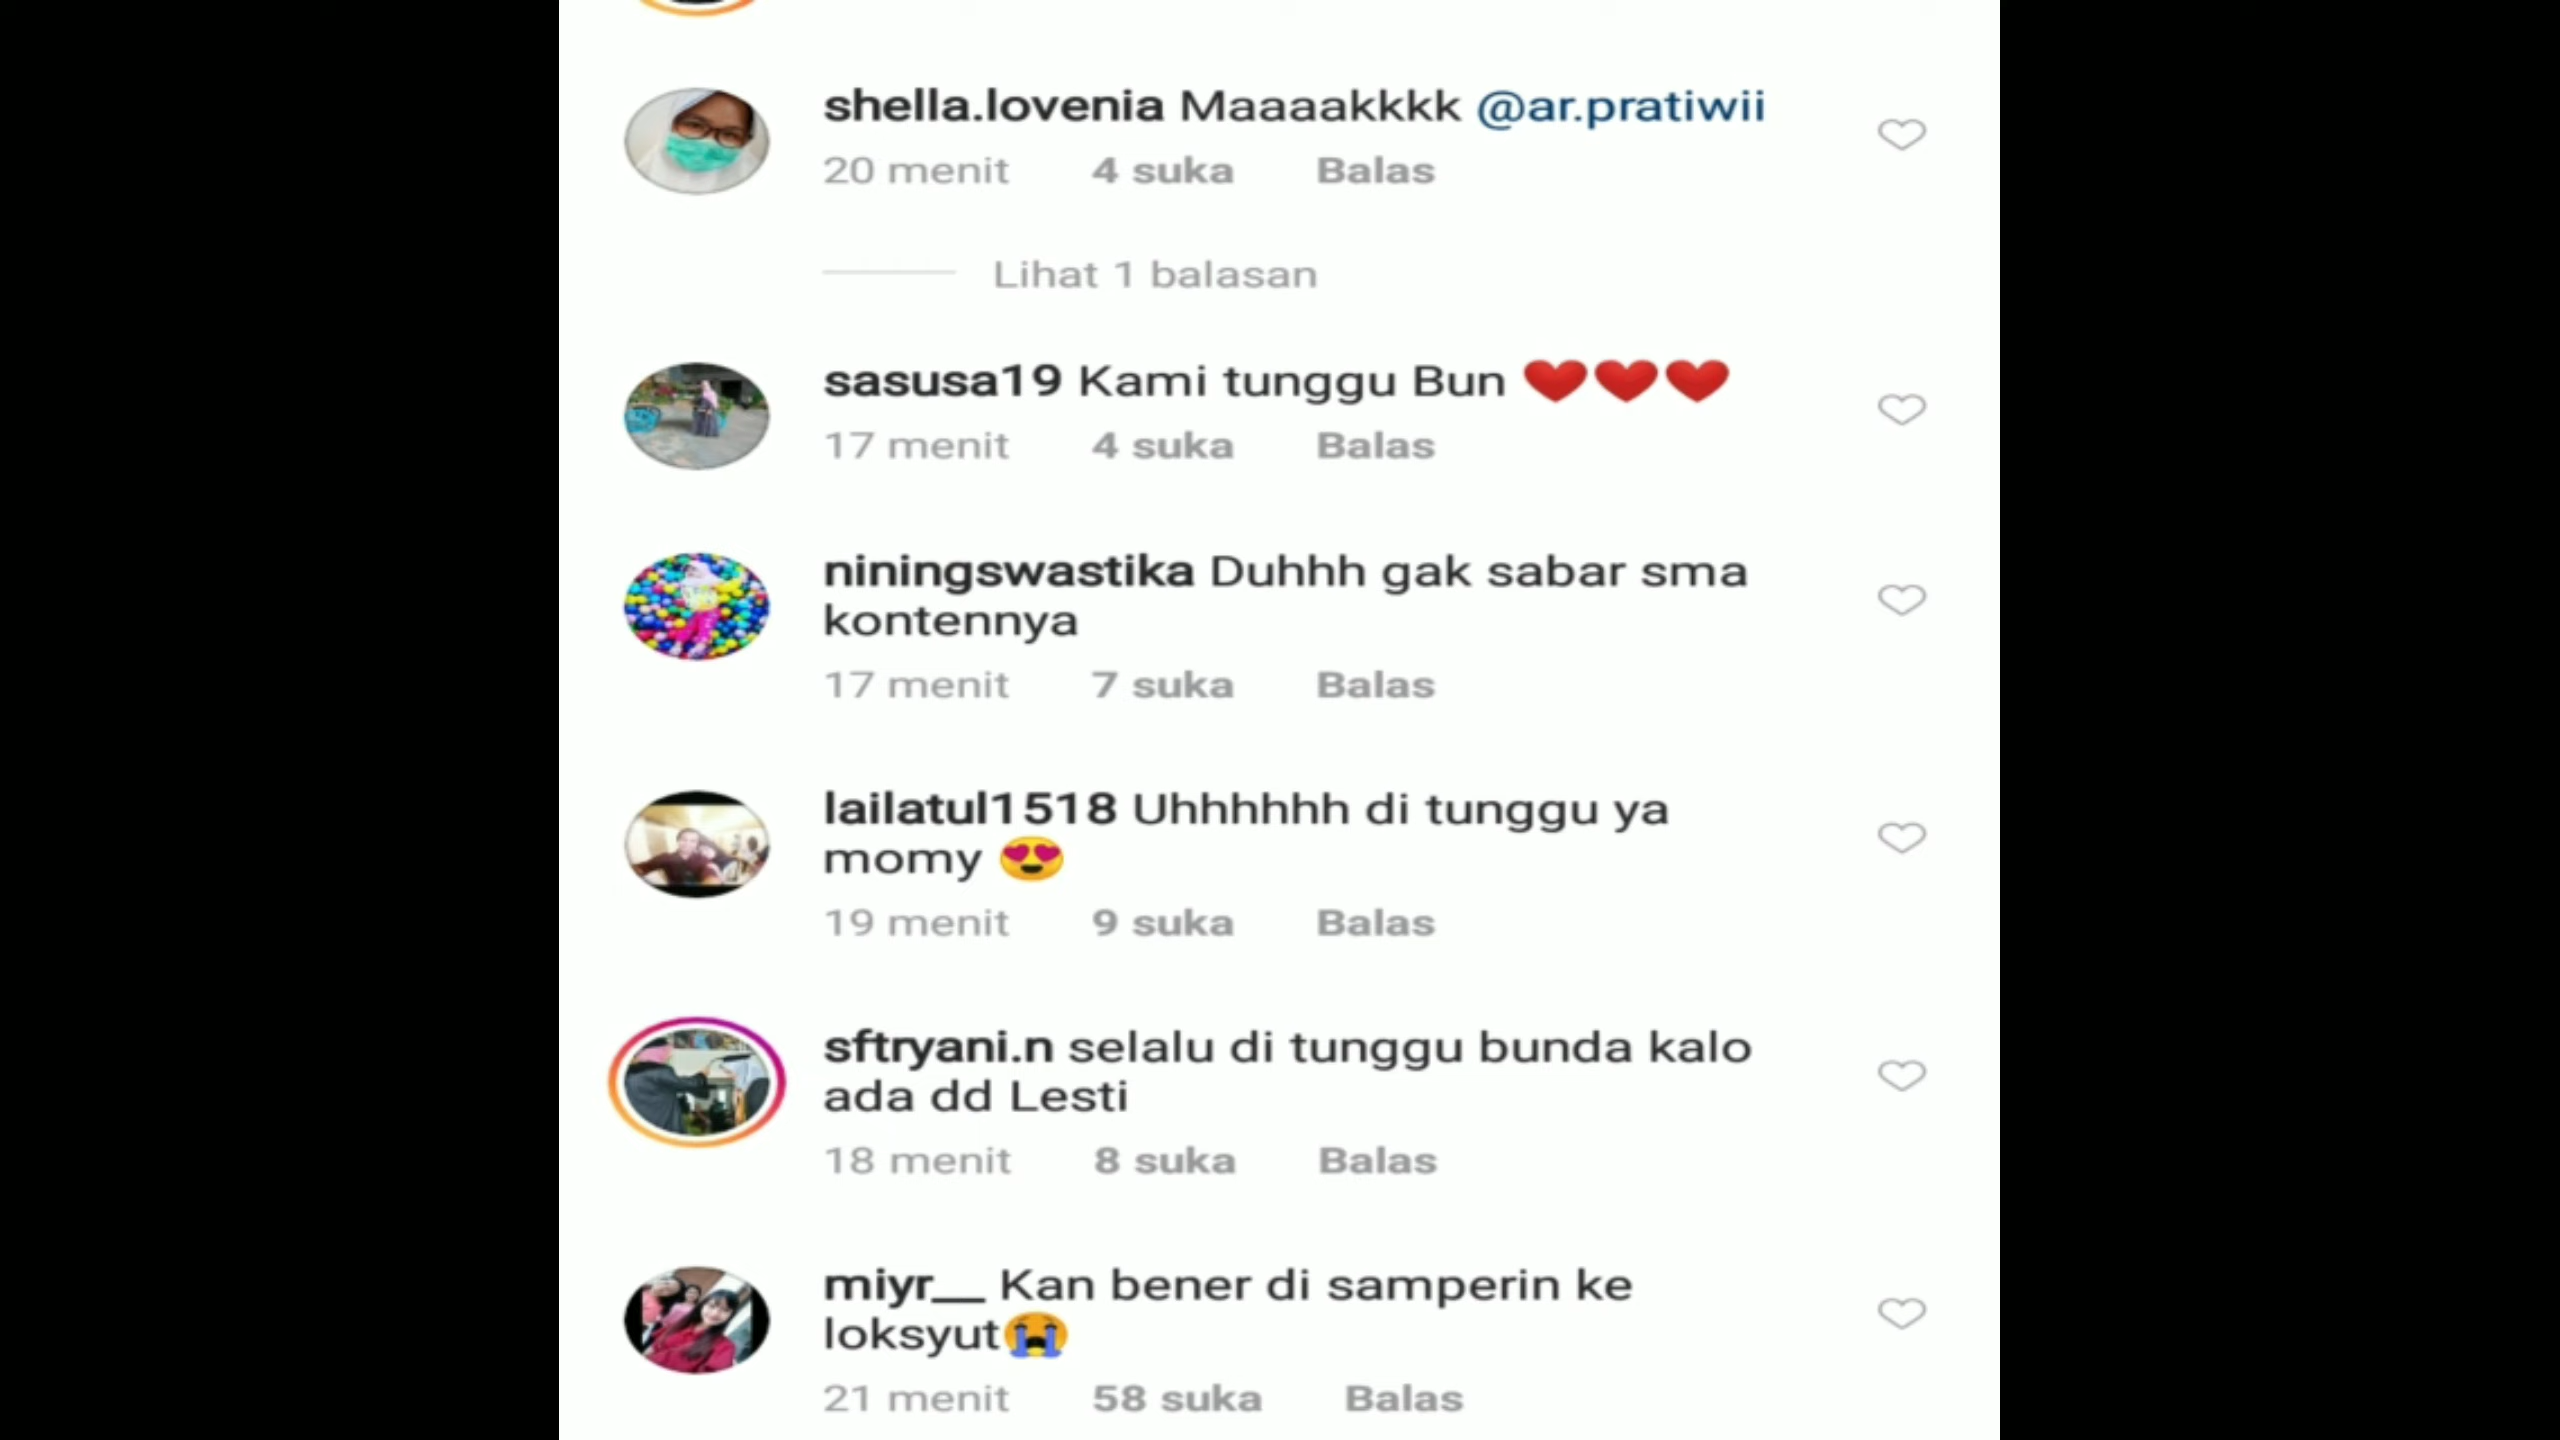 shella.lovenia Maaaakkkk @ar.pratiwii
20 menit 4 suka Balas
Lihat 1 balasan
sasusa19 Kami tunggu Bun ❤️❤️❤️
17 menit 4 suka Balas
niningswastika Duhhh gak sabar sma
kontennya
17 menit 7 suka Balas
lailatul1518 Uhhhhhh di tunggu ya
momy 😍
19 menit 9 suka Balas
sftryani.n selalu di tunggu bunda kalo
ada dd Lesti
18 menit 8 suka Balas
miyr__ Kan bener di samperin ke
loksyut😭
21 menit 58 suka Balas